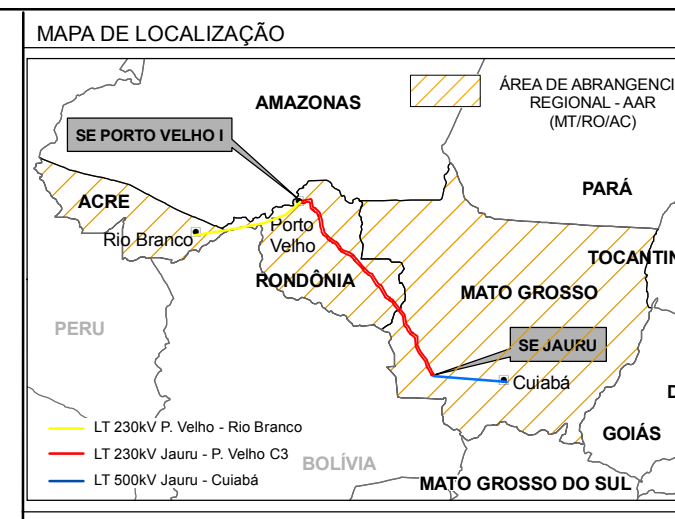 MAPA DE LOCALIZAÇÃO
ÁREA DE ABRANGENCI
REGIONAL - AAR
(MT/RO/AC)
AMAZONAS
SE PORTO VELHO I
PARÁ
ACRE
Porto
Velho
Rio Branco
TOCANTIN
RONDÔNIA
MATO GROSSO
PERU
SE JAURU
Cuiabá
D
GOIÁS
LT 230kV P. Velho - Rio Branco
LT 230kV Jauru - P. Velho C3
LT 500kV Jauru - Cuiabá
BOLÍVIA
MATO GROSSO DO SUL